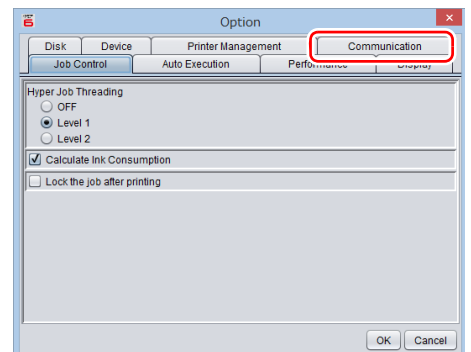 Option
Disk Device Printer Management Communication
Job Control Auto Execution Performance Display
Hyper Job Threading
OFF
Level 1
Level 2
Calculate Ink Consumption
Lock the job after printing
OK Cancel